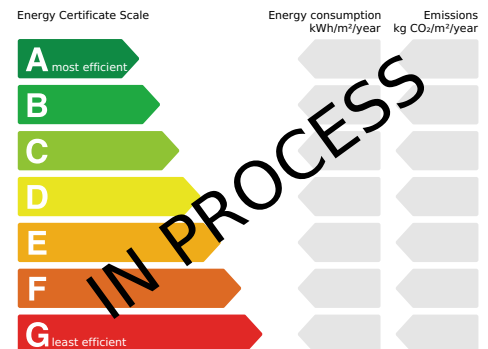 Energy Certificate Scale
Energy consumption
kWh/m²/year
Emissions
kg CO₂/m²/year
A most efficient
B
C
D
E
F
G least efficient
IN PROCESS